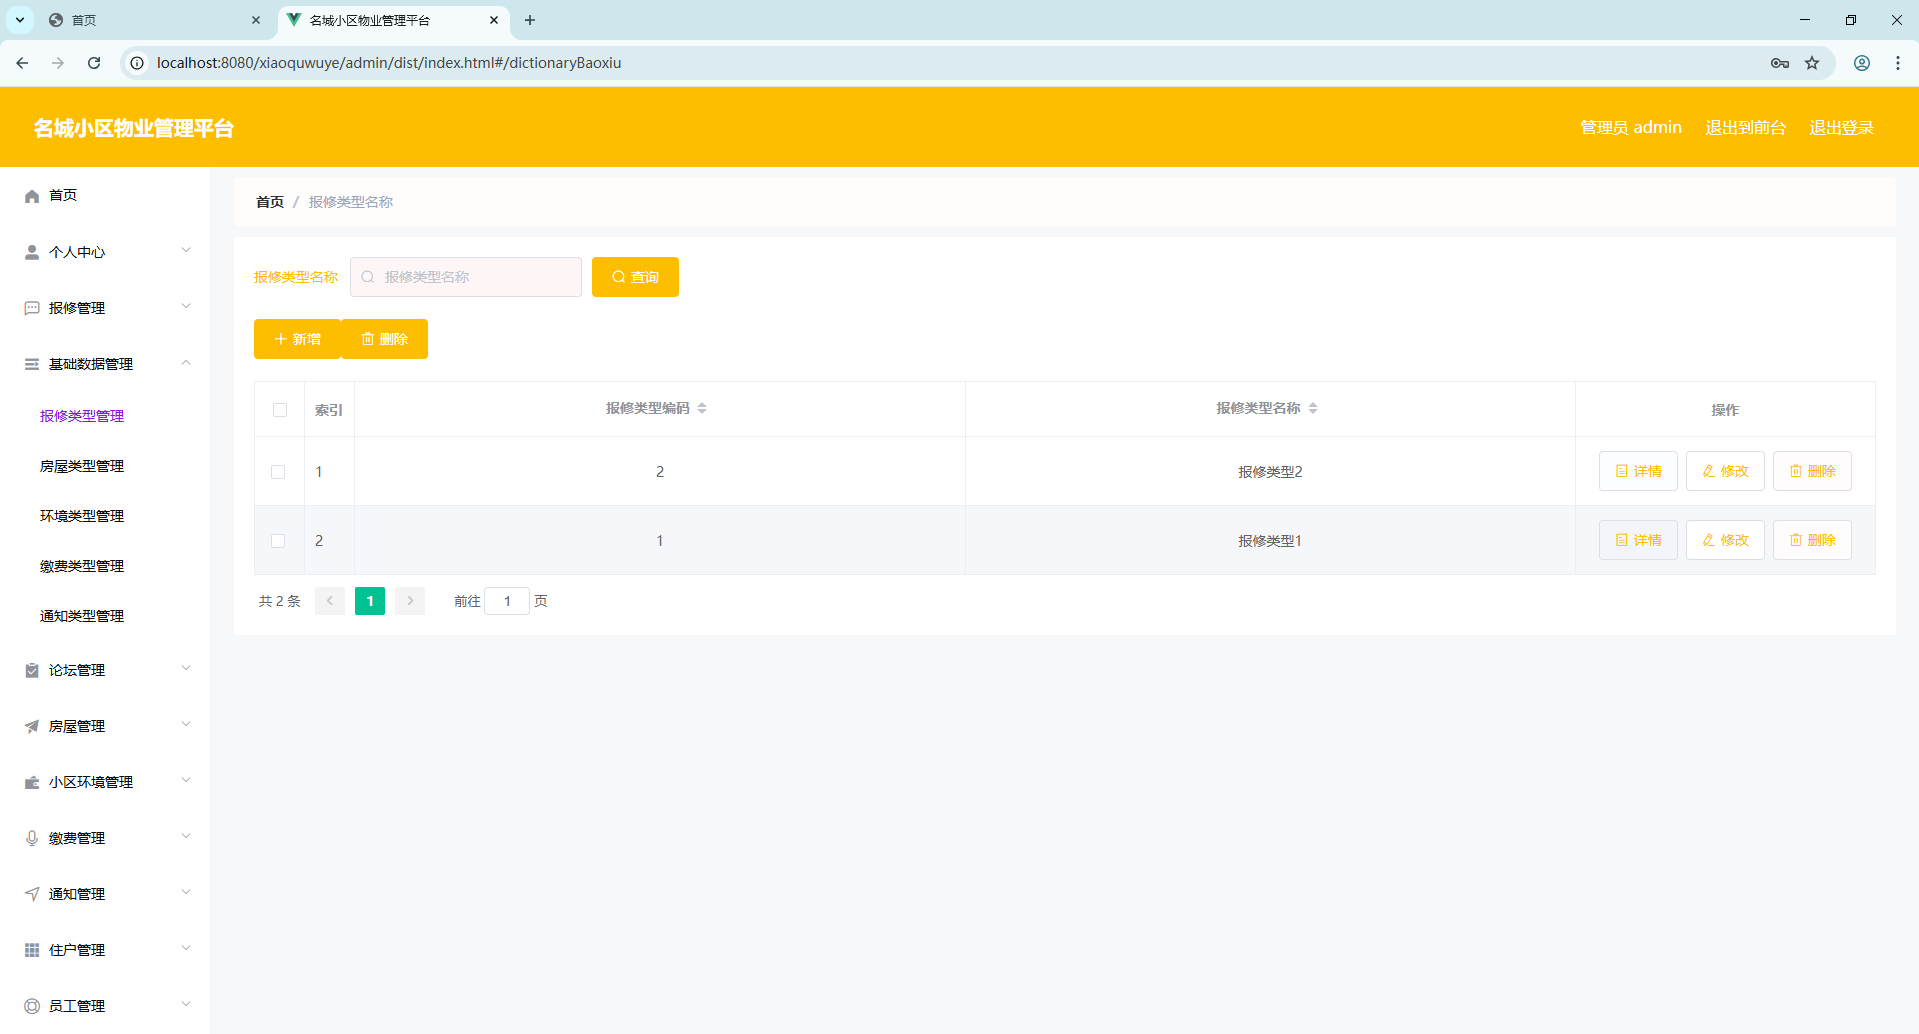 首页
名城小区物业管理平台
localhost:8080/xiaoquwuye/admin/dist/index.html#/dictionaryBaoxiu
名城小区物业管理平台
管理员 admin 退出到前台 退出登录
首页
个人中心
报修管理
基础数据管理
报修类型管理
房屋类型管理
环境类型管理
缴费类型管理
通知类型管理
论坛管理
房屋管理
小区环境管理
缴费管理
通知管理
住户管理
员工管理
首页 / 报修类型名称
报修类型名称 报修类型名称 查询
新增 删除
索引 报修类型编码 报修类型名称 操作
1 2 报修类型2 详情 修改 删除
2 1 报修类型1 详情 修改 删除
共 2 条 1 前往 1 页